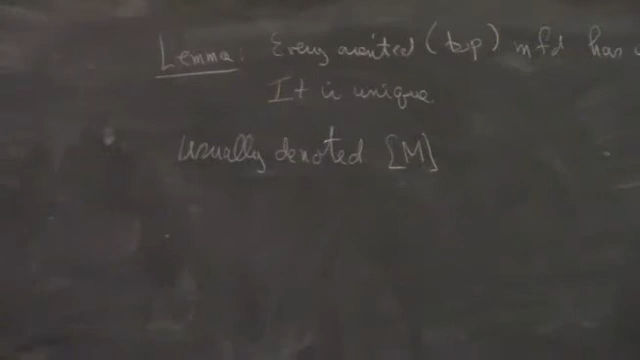 Lemma: Every oriented (top) mfd has a
It is unique
usually denoted [M]